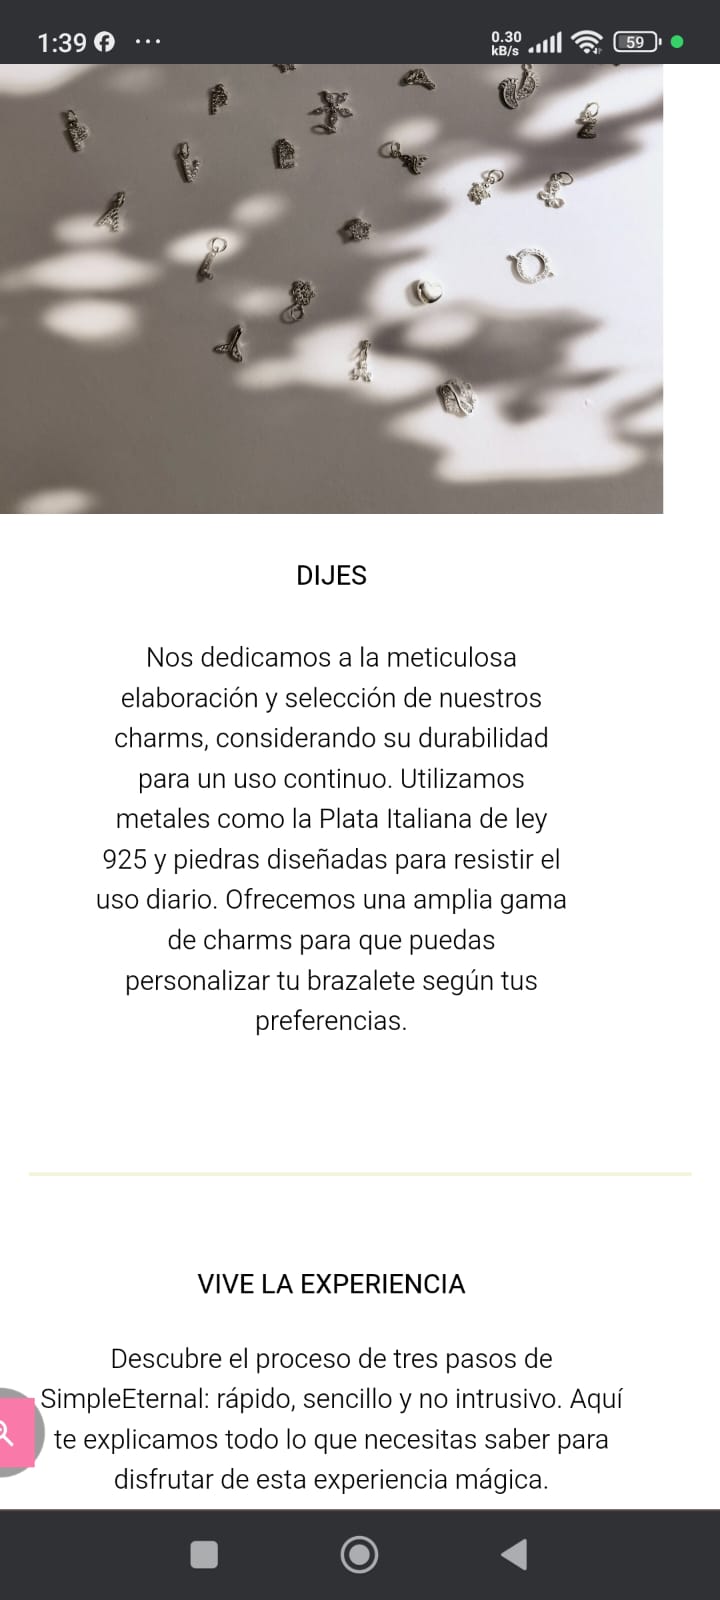 1:39
0.30
kB/s
59
DIJES
Nos dedicamos a la meticulosa
elaboración y selección de nuestros
charms, considerando su durabilidad
para un uso continuo. Utilizamos
metales como la Plata Italiana de ley
925 y piedras diseñadas para resistir el
uso diario. Ofrecemos una amplia gama
de charms para que puedas
personalizar tu brazalete según tus
preferencias.
VIVE LA EXPERIENCIA
Descubre el proceso de tres pasos de
SimpleEternal: rápido, sencillo y no intrusivo. Aquí
te explicamos todo lo que necesitas saber para
disfrutar de esta experiencia mágica.